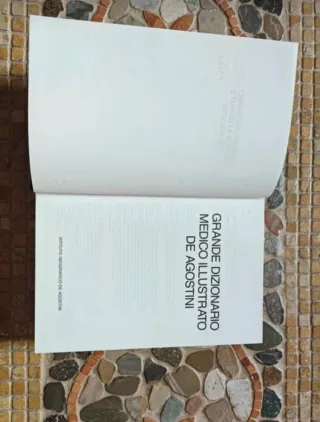 GRANDE DIZIONARIO
MEDICO ILLUSTRATO
DE AGOSTINI
ISTITUTO GEOGRAFICO DE AGOSTINI